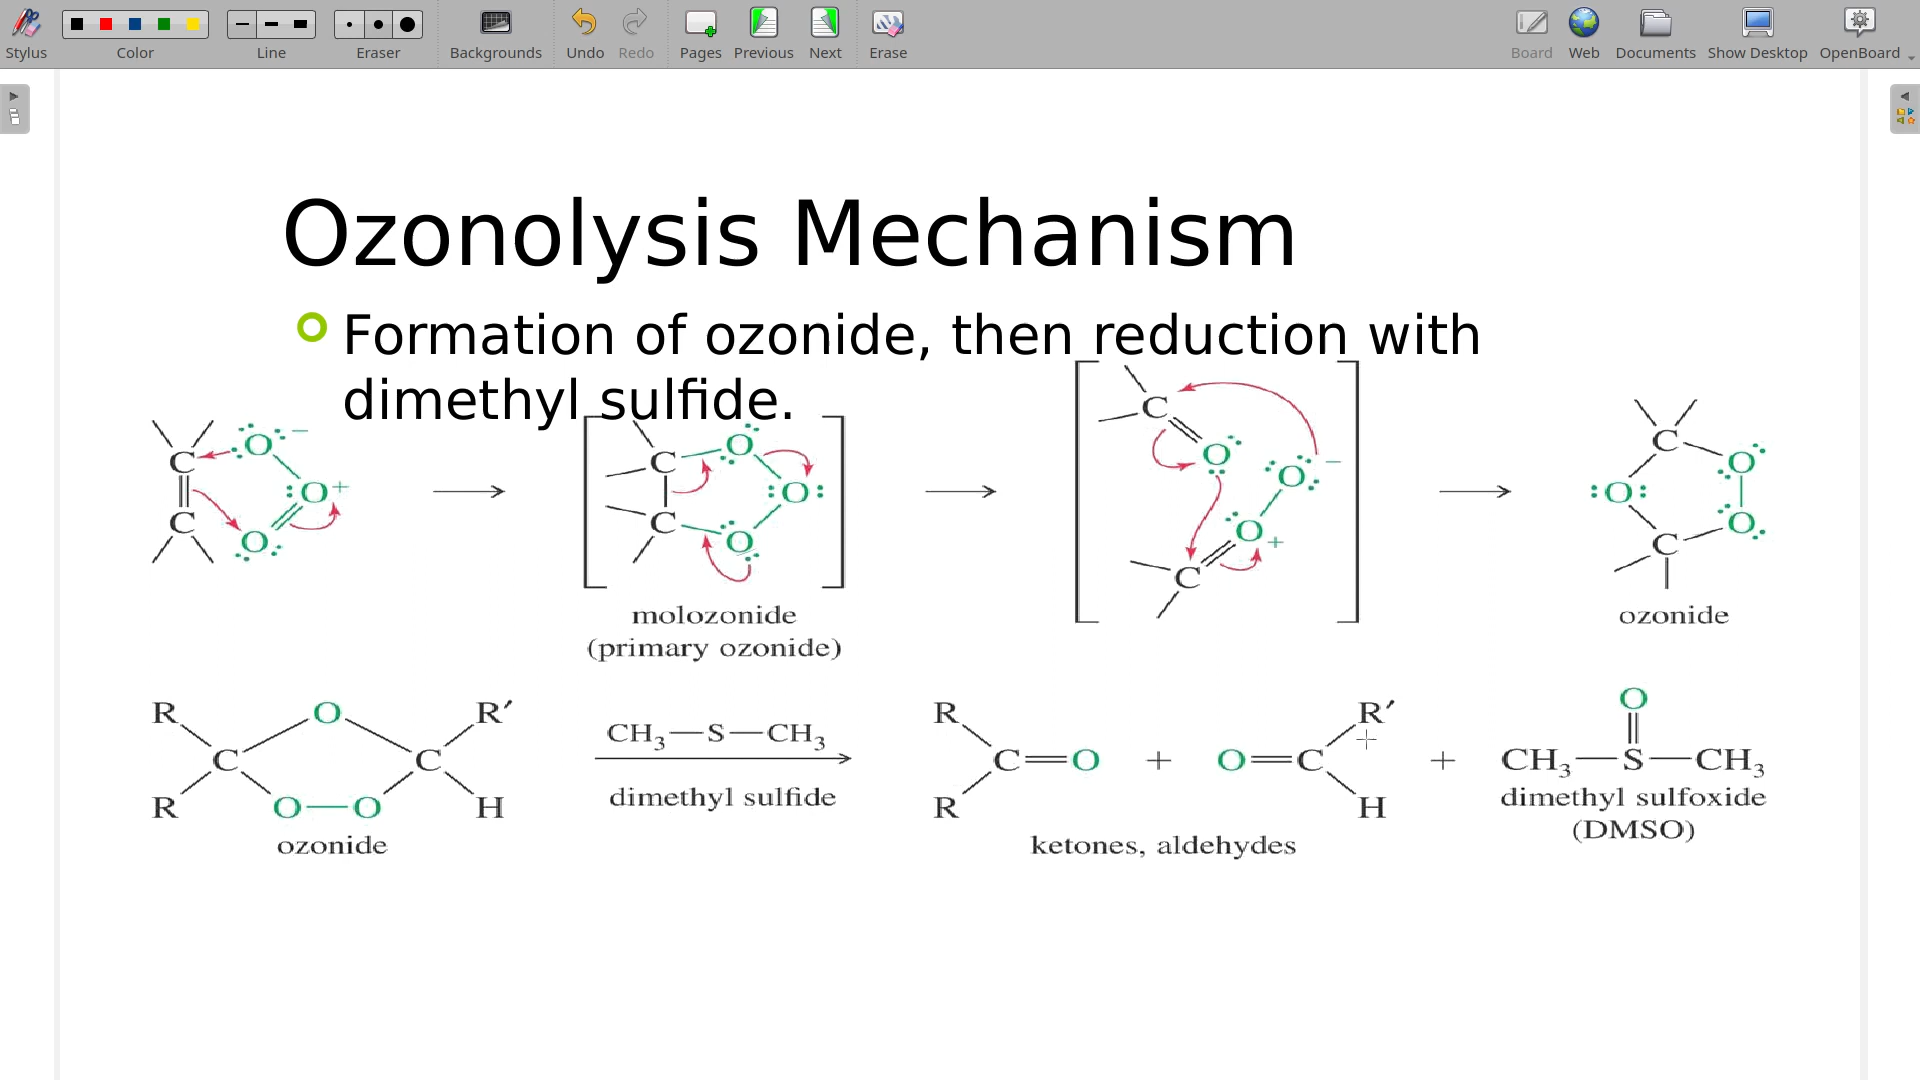 Stylus Color Line Eraser Backgrounds Undo Redo Pages Previous Next Erase Board Web Documents Show Desktop OpenBoard
Ozonolysis Mechanism
Formation of ozonide, then reduction with
dimethyl sulfide.
C O − O + C O
C O O C O
C O O − O + C
C O O O C
molozonide
(primary ozonide)
ozonide
R O R′ C C R O—O H
ozonide
CH3—S—CH3
dimethyl sulfide
R C=O R + O=C R′ H
ketones, aldehydes
+
O
CH3—S—CH3
dimethyl sulfoxide
(DMSO)